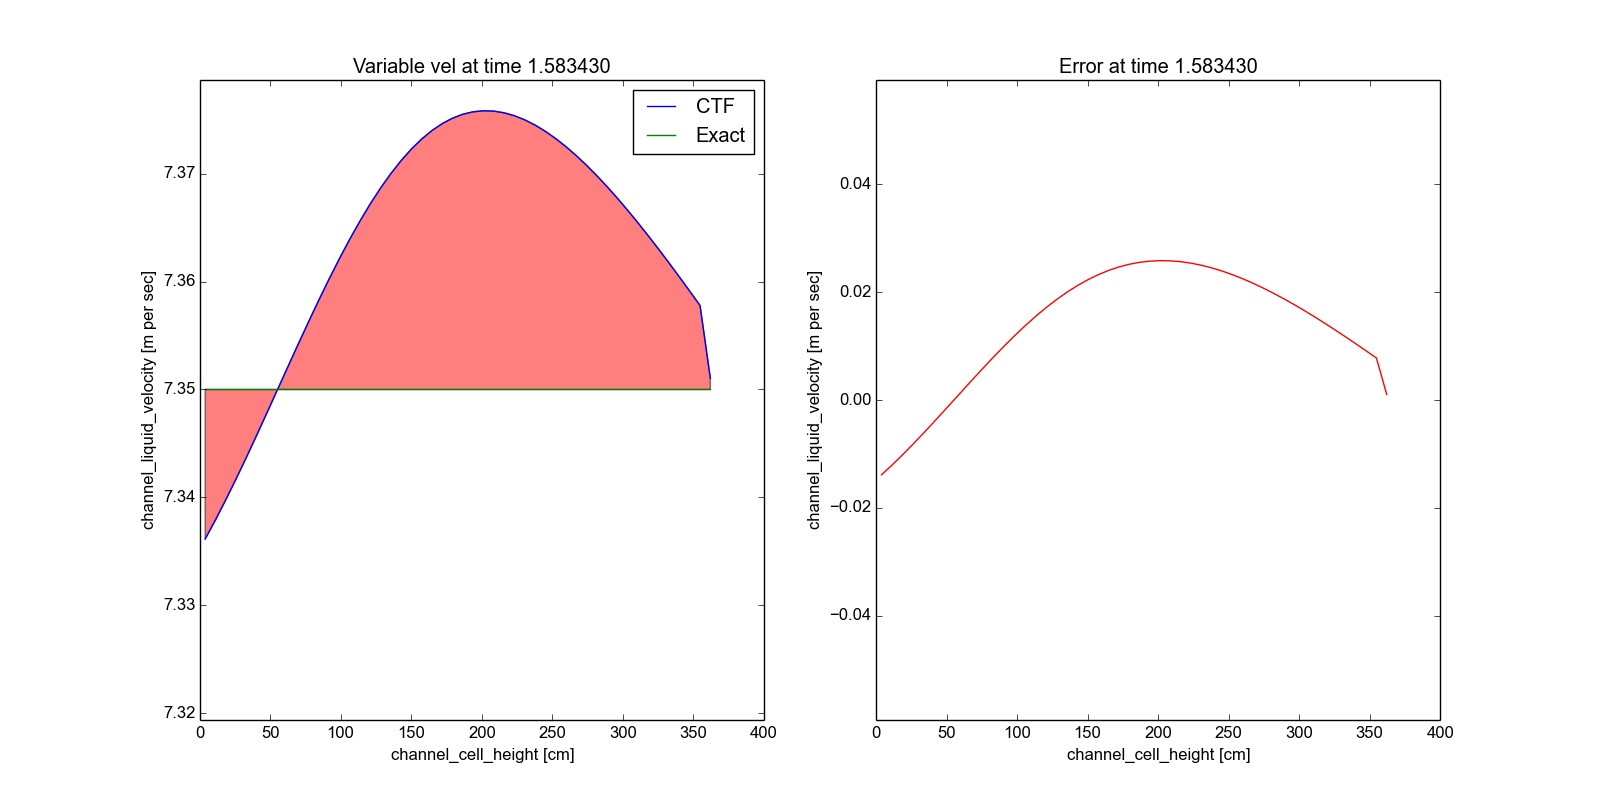 Variable vel at time 1.583430
CTF
Exact
7.37
7.36
7.35
7.34
7.33
7.32
channel_liquid_velocity [m per sec]
0 50 100 150 200 250 300 350 400
channel_cell_height [cm]
Error at time 1.583430
0.04
0.02
0.00
−0.02
−0.04
channel_liquid_velocity [m per sec]
0 50 100 150 200 250 300 350 400
channel_cell_height [cm]